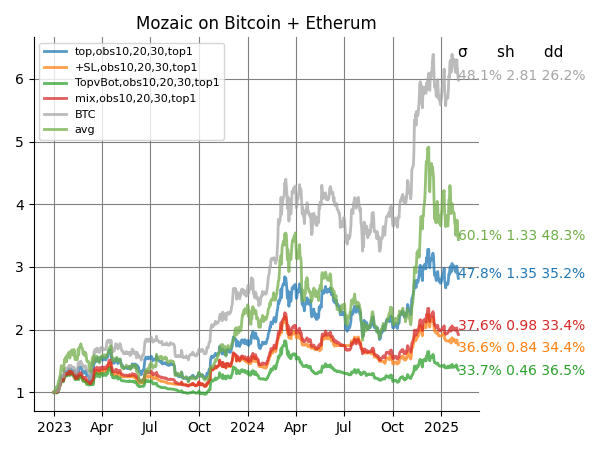 Mozaic on Bitcoin + Etherum
top,obs10,20,30,top1
+SL,obs10,20,30,top1
TopvBot,obs10,20,30,top1
mix,obs10,20,30,top1
BTC
avg
σ sh dd
48.1% 2.81 26.2%
60.1% 1.33 48.3%
47.8% 1.35 35.2%
37.6% 0.98 33.4%
36.6% 0.84 34.4%
33.7% 0.46 36.5%
6
5
4
3
2
1
2023 Apr Jul Oct 2024 Apr Jul Oct 2025